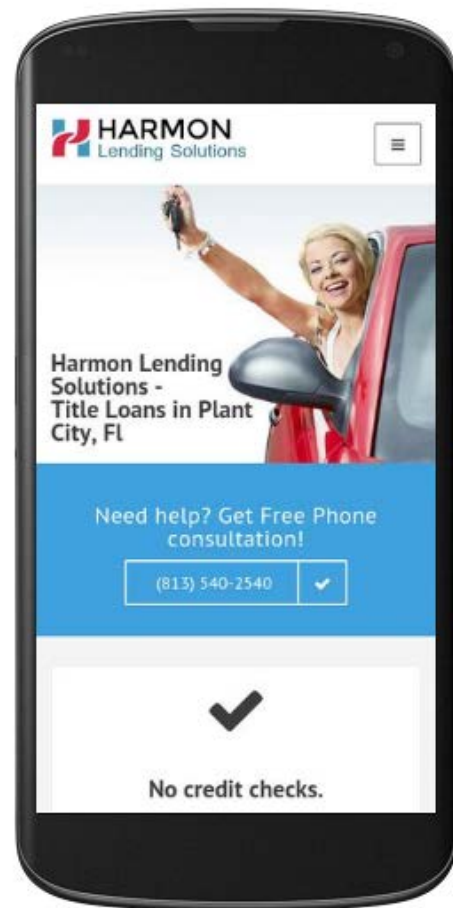 HARMON
Lending Solutions
Harmon Lending
Solutions -
Title Loans in Plant
City, Fl
Need help? Get Free Phone
consultation!
(813) 540-2540
No credit checks.